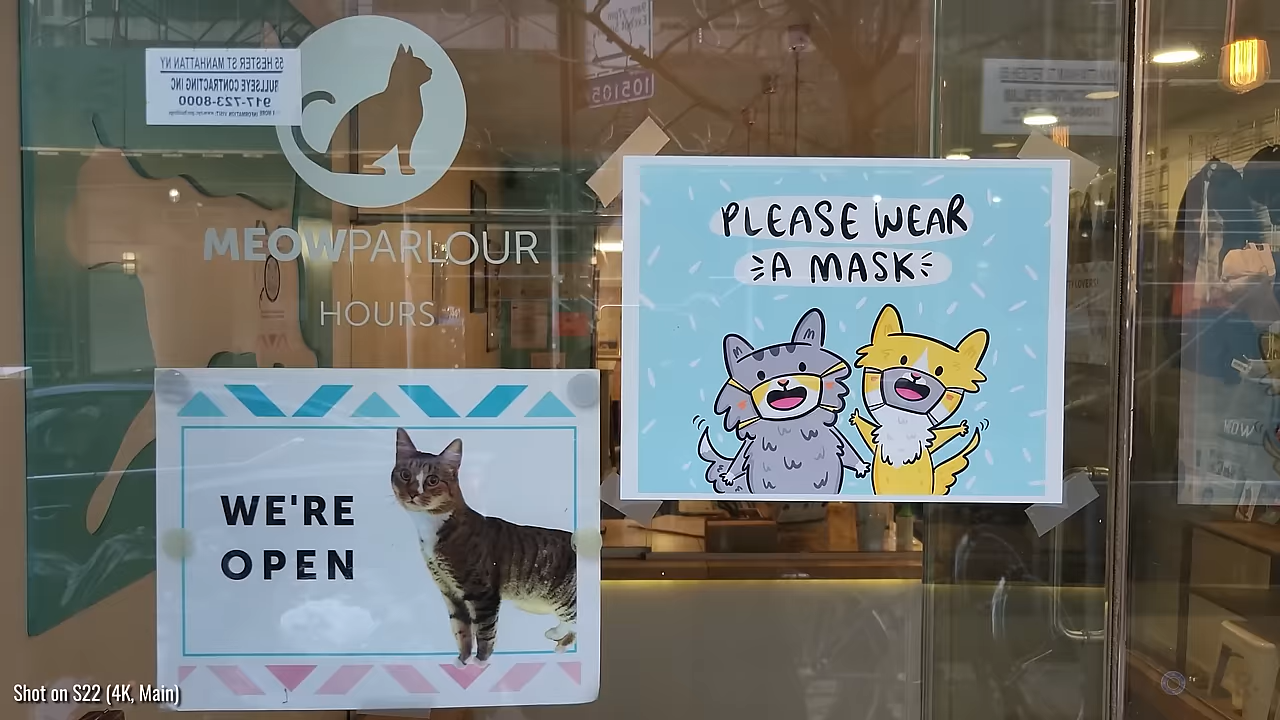 55 HESTER ST MANHATTAN NY
BULLSEYE CONTRACTING INC
917-723-8000
MEOWPARLOUR
HOURS
PLEASE WEAR
A MASK
WE'RE
OPEN
105105
Shot on S22 (4K, Main)